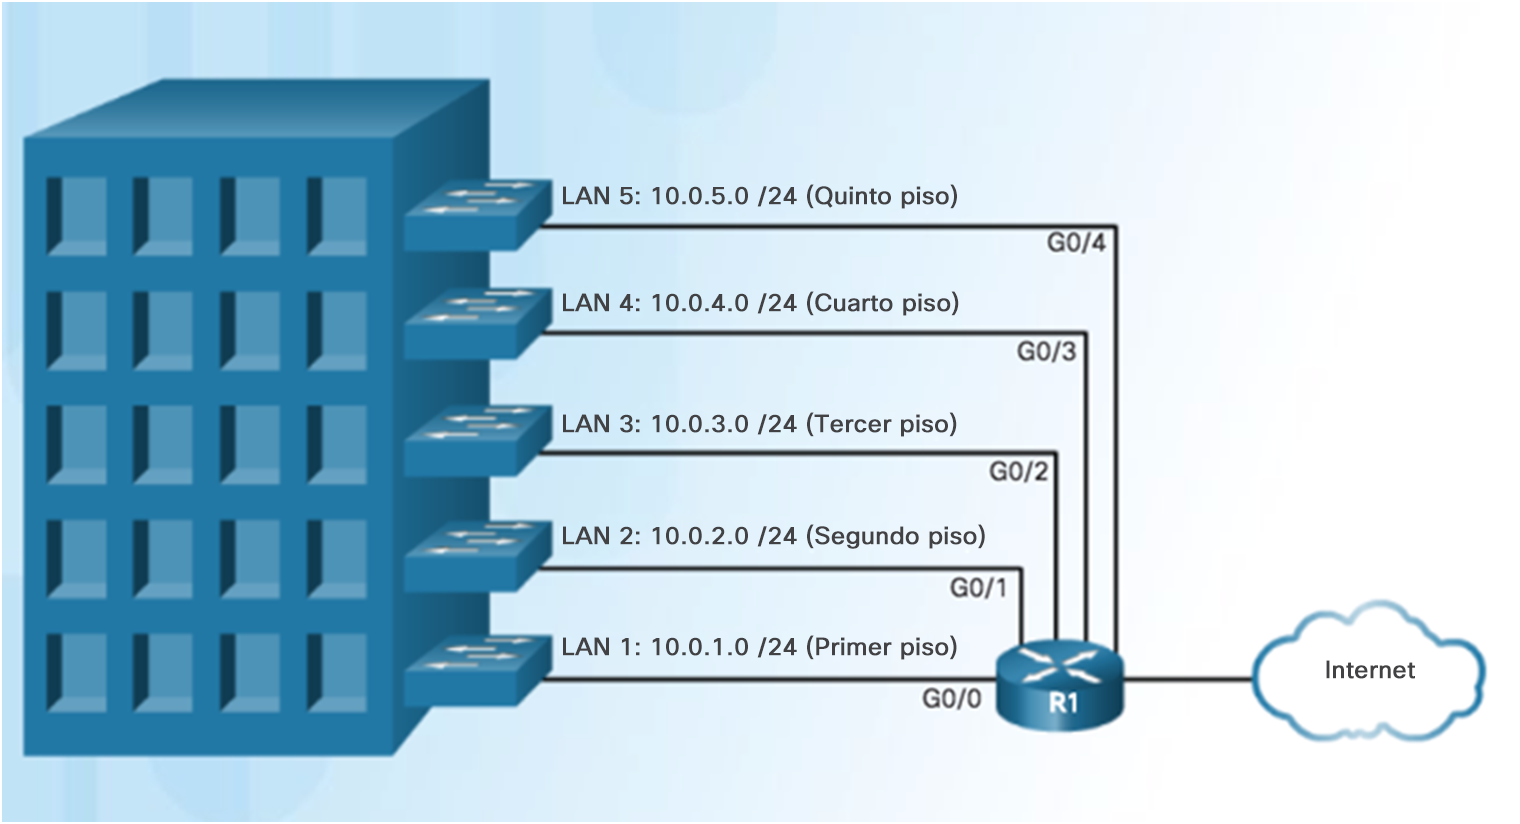 LAN 5: 10.0.5.0 /24 (Quinto piso)
G0/4
LAN 4: 10.0.4.0 /24 (Cuarto piso)
G0/3
LAN 3: 10.0.3.0 /24 (Tercer piso)
G0/2
LAN 2: 10.0.2.0 /24 (Segundo piso)
G0/1
LAN 1: 10.0.1.0 /24 (Primer piso)
G0/0
R1
Internet